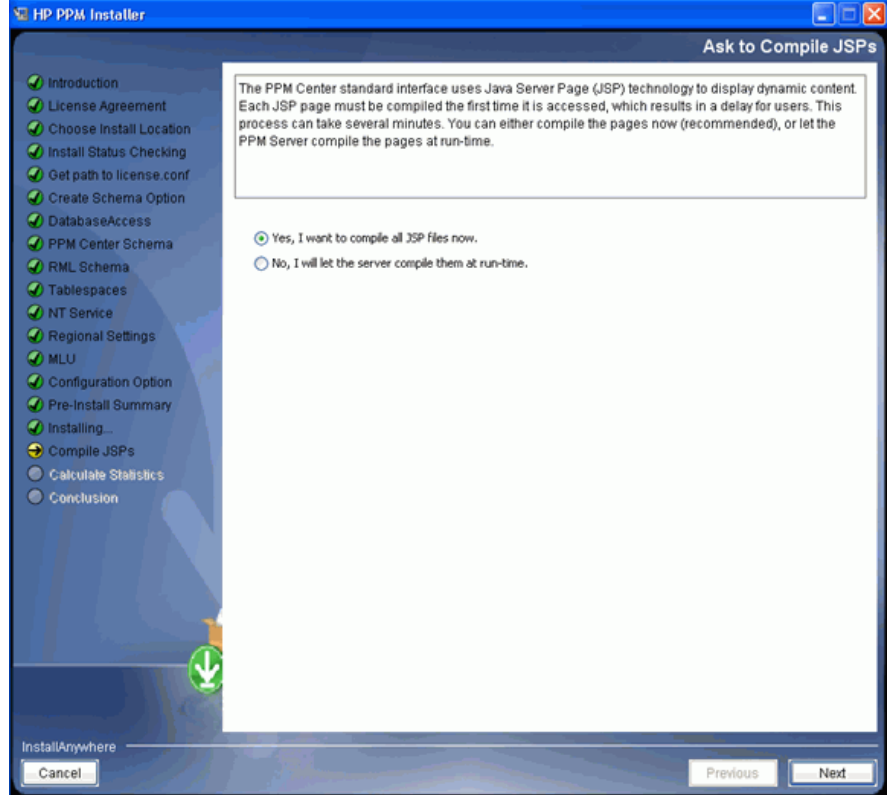 HP PPM Installer
Ask to Compile JSPs
Introduction
License Agreement
Choose Install Location
Install Status Checking
Get path to license.conf
Create Schema Option
DatabaseAccess
PPM Center Schema
RML Schema
Tablespaces
NT Service
Regional Settings
MLU
Configuration Option
Pre-Install Summary
Installing...
Compile JSPs
Calculate Statistics
Conclusion
The PPM Center standard interface uses Java Server Page (JSP) technology to display dynamic content.
Each JSP page must be compiled the first time it is accessed, which results in a delay for users. This
process can take several minutes. You can either compile the pages now (recommended), or let the
PPM Server compile the pages at run-time.
Yes, I want to compile all JSP files now.
No, I will let the server compile them at run-time.
InstallAnywhere
Cancel
Previous
Next